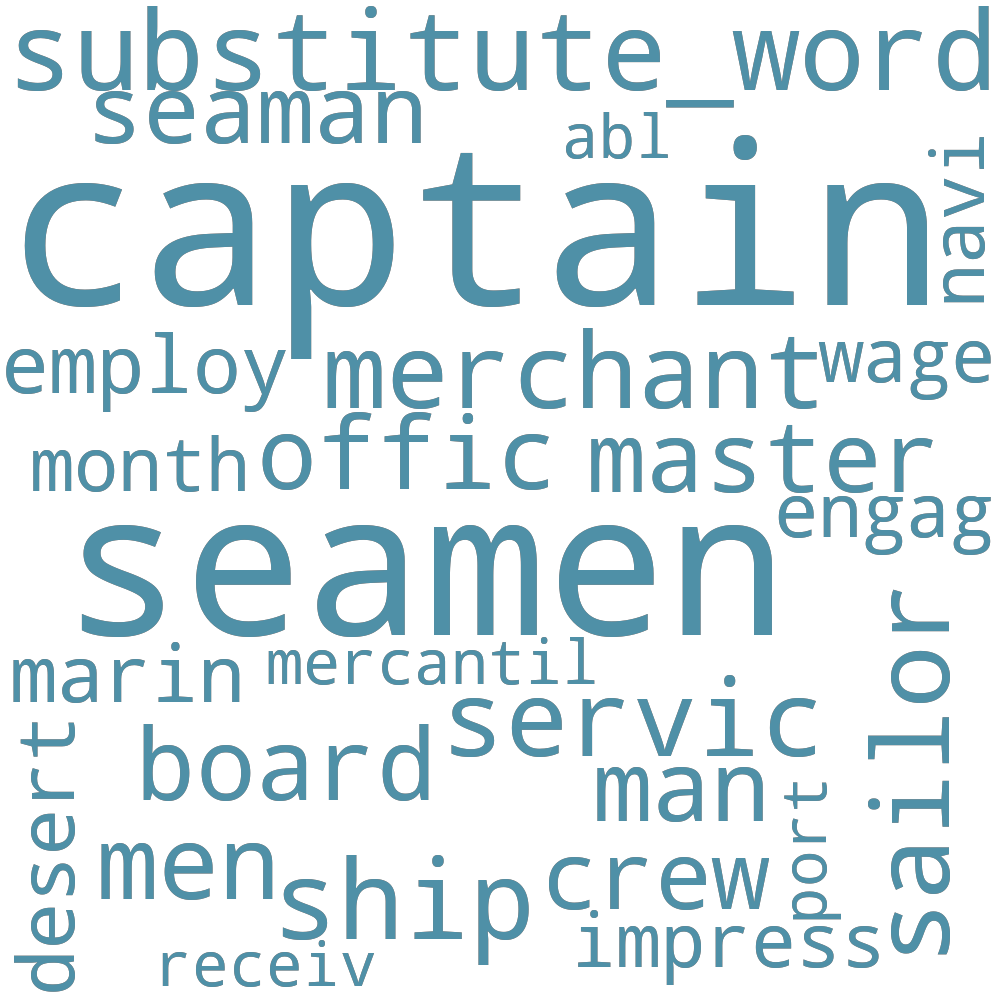 substitute_word
seaman
abl
captain
navi
employ
merchant
wage
month
offic
master
engag
seamen
sailor
marin
mercantil
servic
desert
board
man
port
men
ship
crew
impress
receiv